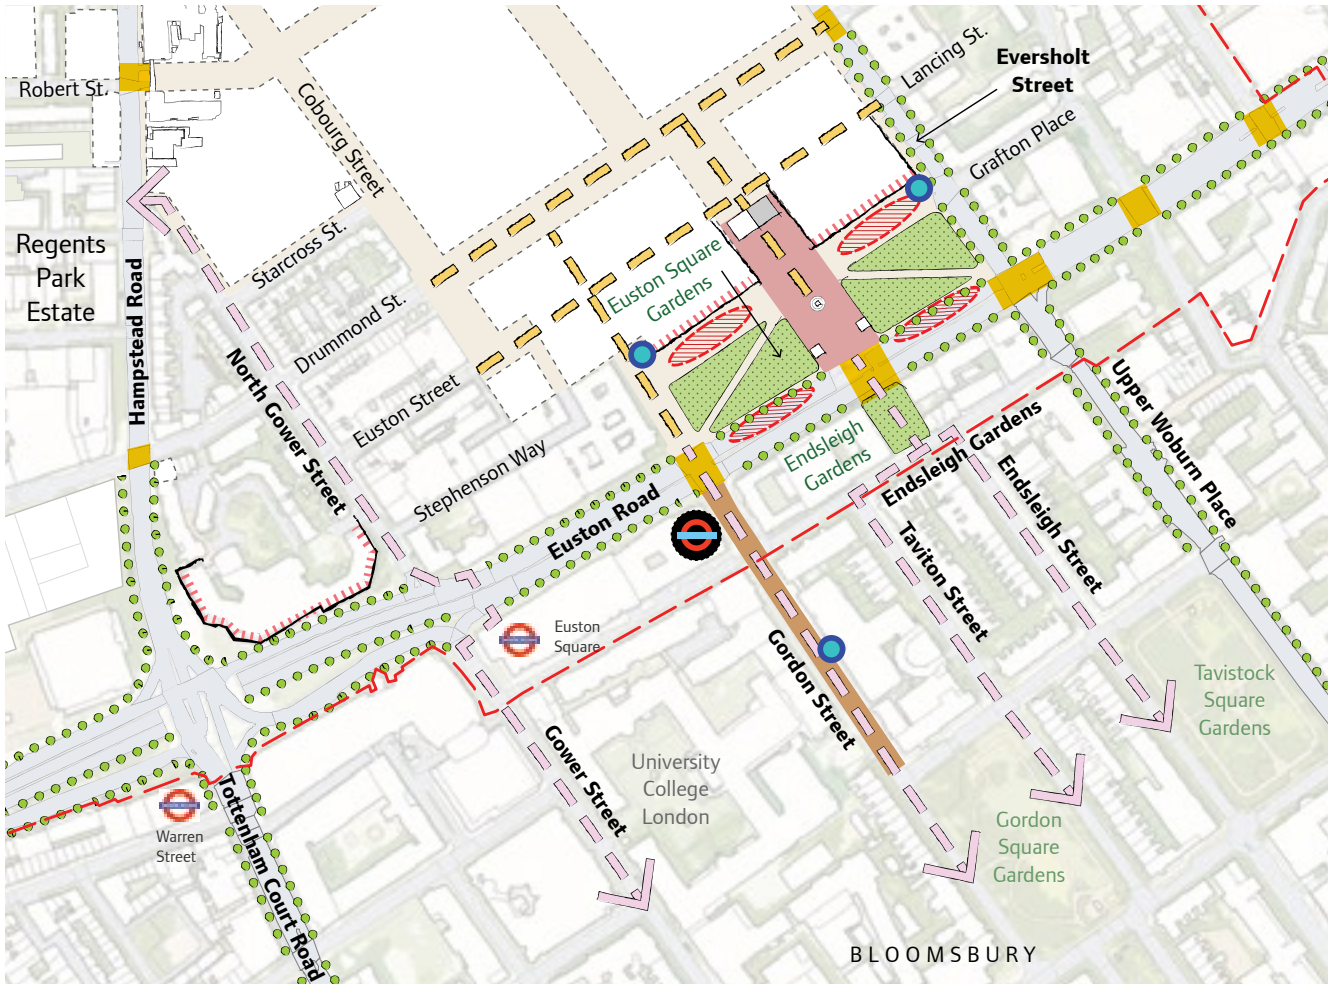 Lancing St.
Eversholt
Street
Robert St.
Cobourg Street
Grafton Place
Regents
Park
Estate
Starcross St.
Euston Square
Gardens
Hampstead Road
Drummond St.
North Gower Street
Euston Street
Upper Woburn Place
Stephenson Way
Endsleigh
Gardens
Endsleigh Gardens
Endsleigh Street
Euston Road
Taviton Street
Euston
Square
Gordon Street
Tavistock
Square
Gardens
Gower Street
University
College
London
Warren
Street
Tottenham Court Road
Gordon
Square
Gardens
BLOOMSBURY